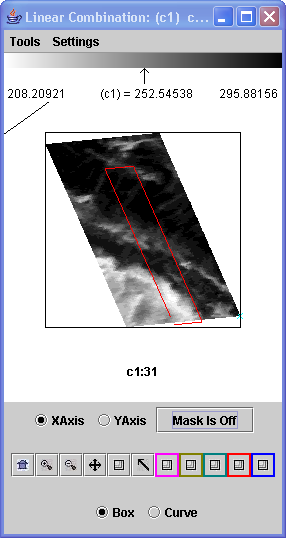 Linear Combination: (c1) c...
Tools Settings
208.20921 (c1) = 252.54538 295.88156
c1:31
XAxis YAxis Mask Is Off
Box Curve